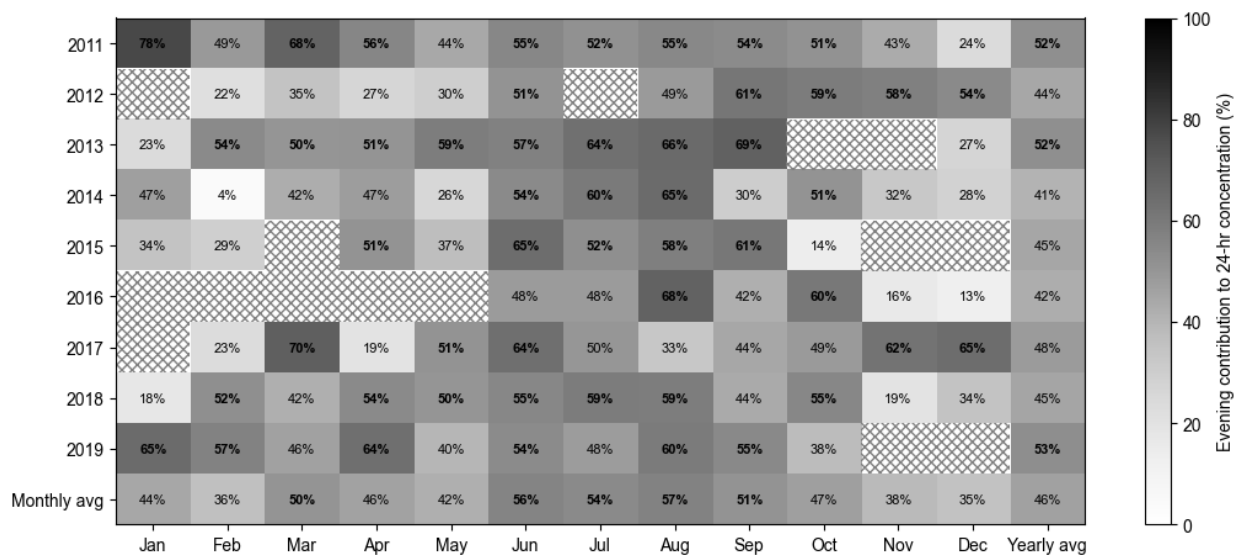 2011 78% 49% 68% 56% 44% 55% 52% 55% 54% 51% 43% 24% 52%
2012 22% 35% 27% 30% 51% 49% 61% 59% 58% 54% 44%
2013 23% 54% 50% 51% 59% 57% 64% 66% 69% 27% 52%
2014 47% 4% 42% 47% 26% 54% 60% 65% 30% 51% 32% 28% 41%
2015 34% 29% 51% 37% 65% 52% 58% 61% 14% 45%
2016 48% 48% 68% 42% 60% 16% 13% 42%
2017 23% 70% 19% 51% 64% 50% 33% 44% 49% 62% 65% 48%
2018 18% 52% 42% 54% 50% 55% 59% 59% 44% 55% 19% 34% 45%
2019 65% 57% 46% 64% 40% 54% 48% 60% 55% 38% 53%
Monthly avg 44% 36% 50% 46% 42% 56% 54% 57% 51% 47% 38% 35% 46%
Jan Feb Mar Apr May Jun Jul Aug Sep Oct Nov Dec Yearly avg
100
80
60
40
20
0
Evening contribution to 24-hr concentration (%)